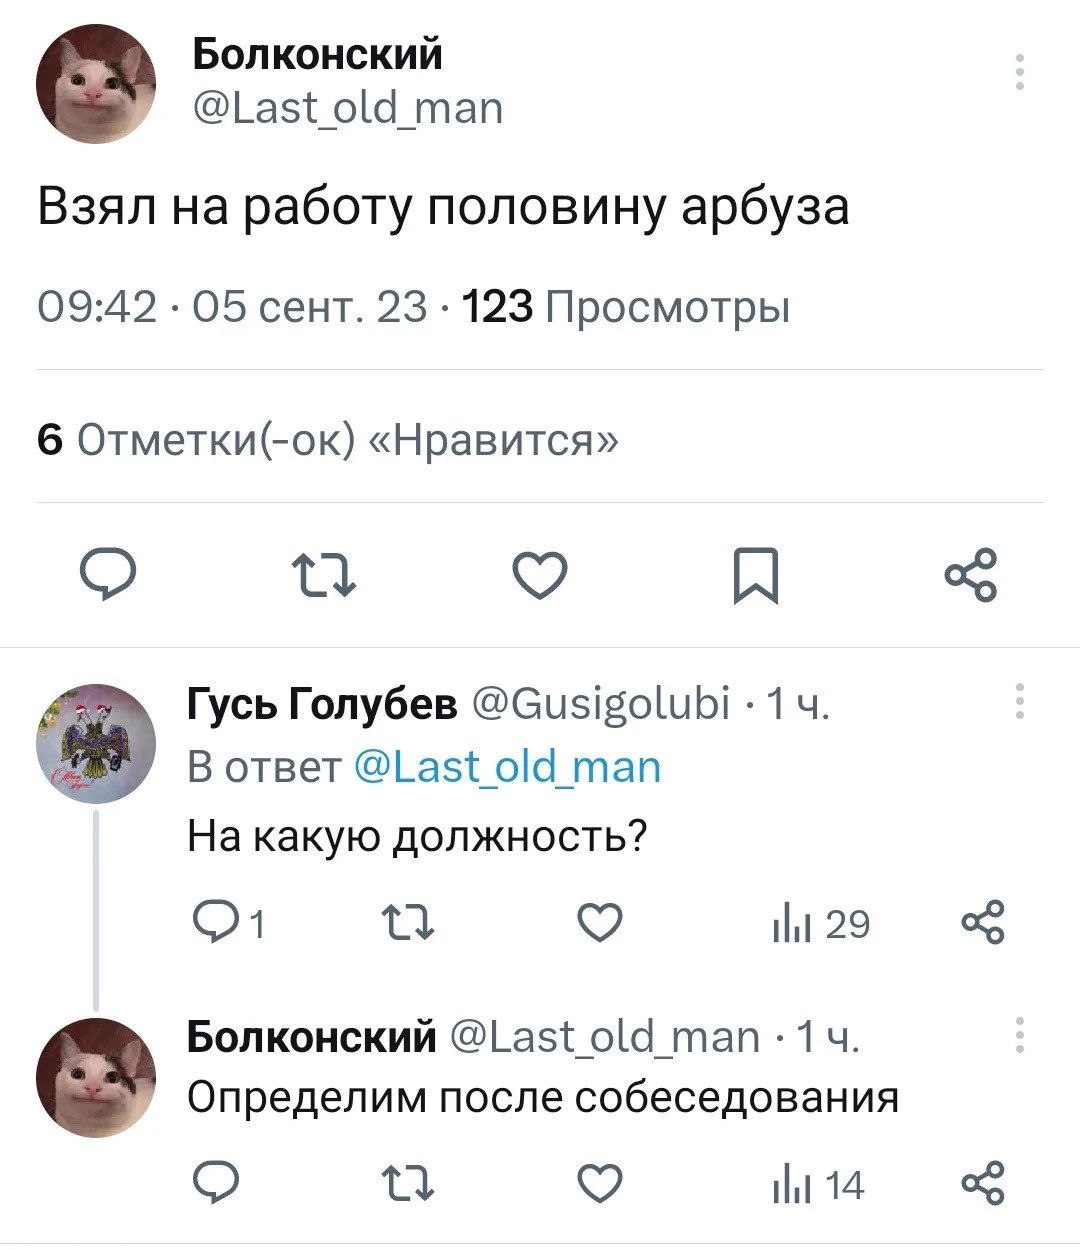 Болконский
@Last_old_man
Взял на работу половину арбуза
09:42 · 05 сент. 23 · 123 Просмотры
6 Отметки(-ок) «Нравится»
Гусь Голубев @Gusigolubi · 1 ч.
В ответ @Last_old_man
На какую должность?
1 29
Болконский @Last_old_man · 1 ч.
Определим после собеседования
14